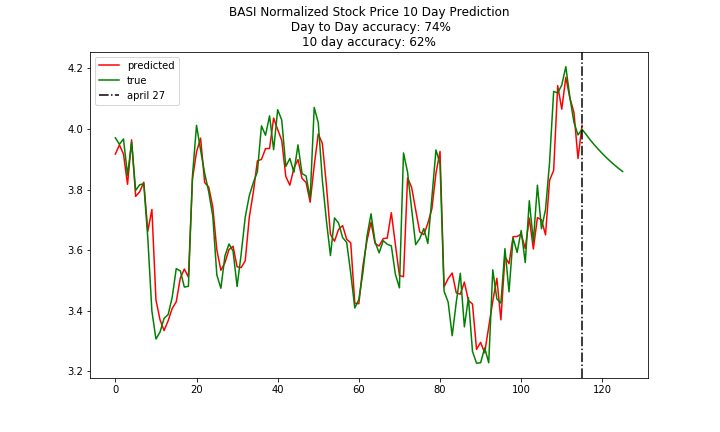 BASI Normalized Stock Price 10 Day Prediction
Day to Day accuracy: 74%
10 day accuracy: 62%
predicted
true
april 27
4.2
4.0
3.8
3.6
3.4
3.2
0 20 40 60 80 100 120